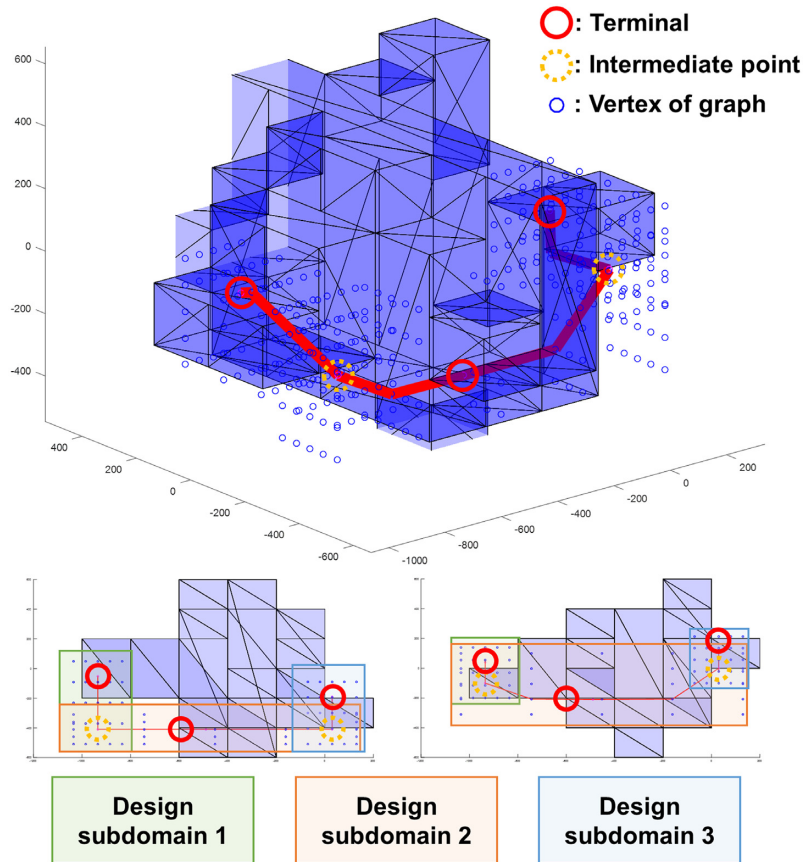 : Terminal
: Intermediate point
: Vertex of graph
600
400
200
0
-200
-400
400
200
0
-200
-400
-600
-1000
-800
-600
-400
-200
0
200
Design
subdomain 1
Design
subdomain 2
Design
subdomain 3